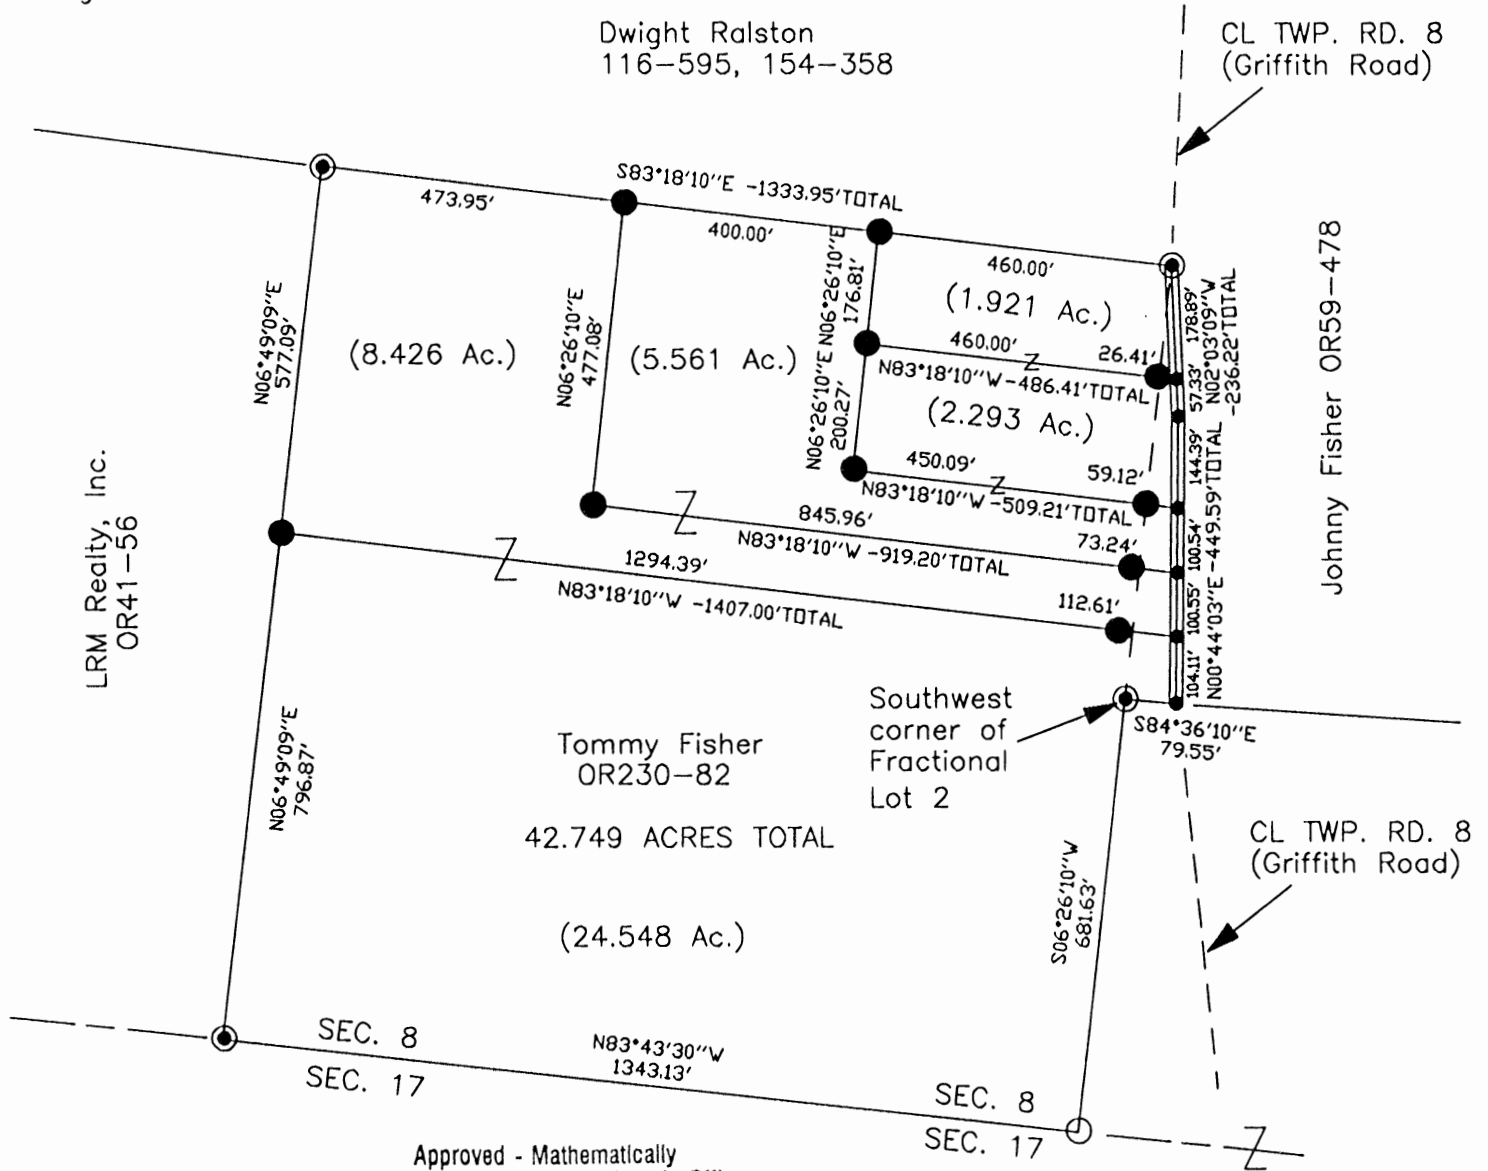 Dwight Ralston
116-595, 154-358
CL TWP. RD. 8
(Griffith Road)
S83°18'10"E -1333.95'TOTAL
473.95'
400.00'
460.00'
N06°49'09"E
577.09'
(8.426 Ac.)
N06°26'10"E
477.08'
(5.561 Ac.)
N06°26'10"E
176.81'
(1.921 Ac.)
460.00'
Z
26.41'
N83°18'10"W-486.41'TOTAL
N06°26'10"E
200.27'
(2.293 Ac.)
450.09'
Z
59.12'
N83°18'10"W-509.21'TOTAL
178.89'
57.33'
N02°03'09"W
-236.22'TOTAL
144.39'
100.54'
100.55'
104.11'
N00°44'03"E -449.59'TOTAL
Johnny Fisher OR59-478
Z
845.96'
73.24'
N83°18'10"W -919.20'TOTAL
Z
1294.39'
112.61'
N83°18'10"W -1407.00'TOTAL
LRM Realty, Inc.
OR41-56
Southwest
corner of
Fractional
Lot 2
S84°36'10"E
79.55'
Tommy Fisher
OR230-82
42.749 ACRES TOTAL
(24.548 Ac.)
N06°49'09"E
796.87'
S06°26'10"W
681.63'
CL TWP. RD. 8
(Griffith Road)
SEC. 8
SEC. 17
N83°43'30"W
1343.13'
SEC. 8
SEC. 17
Z
Approved - Mathematically